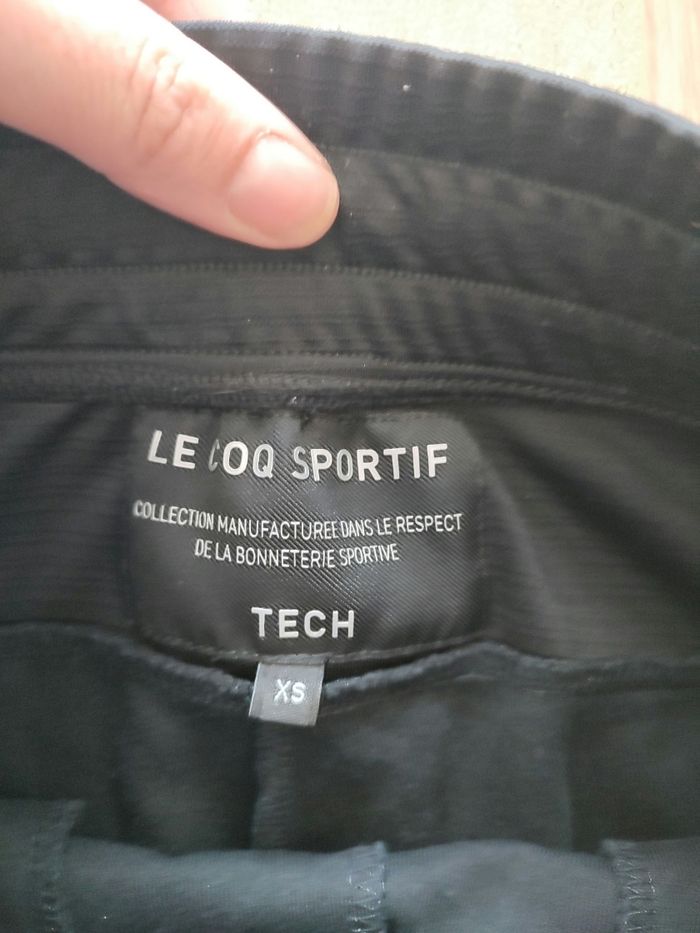 LE COQ SPORTIF
COLLECTION MANUFACTUREE DANS LE RESPECT
DE LA BONNETERIE SPORTIVE
TECH
XS